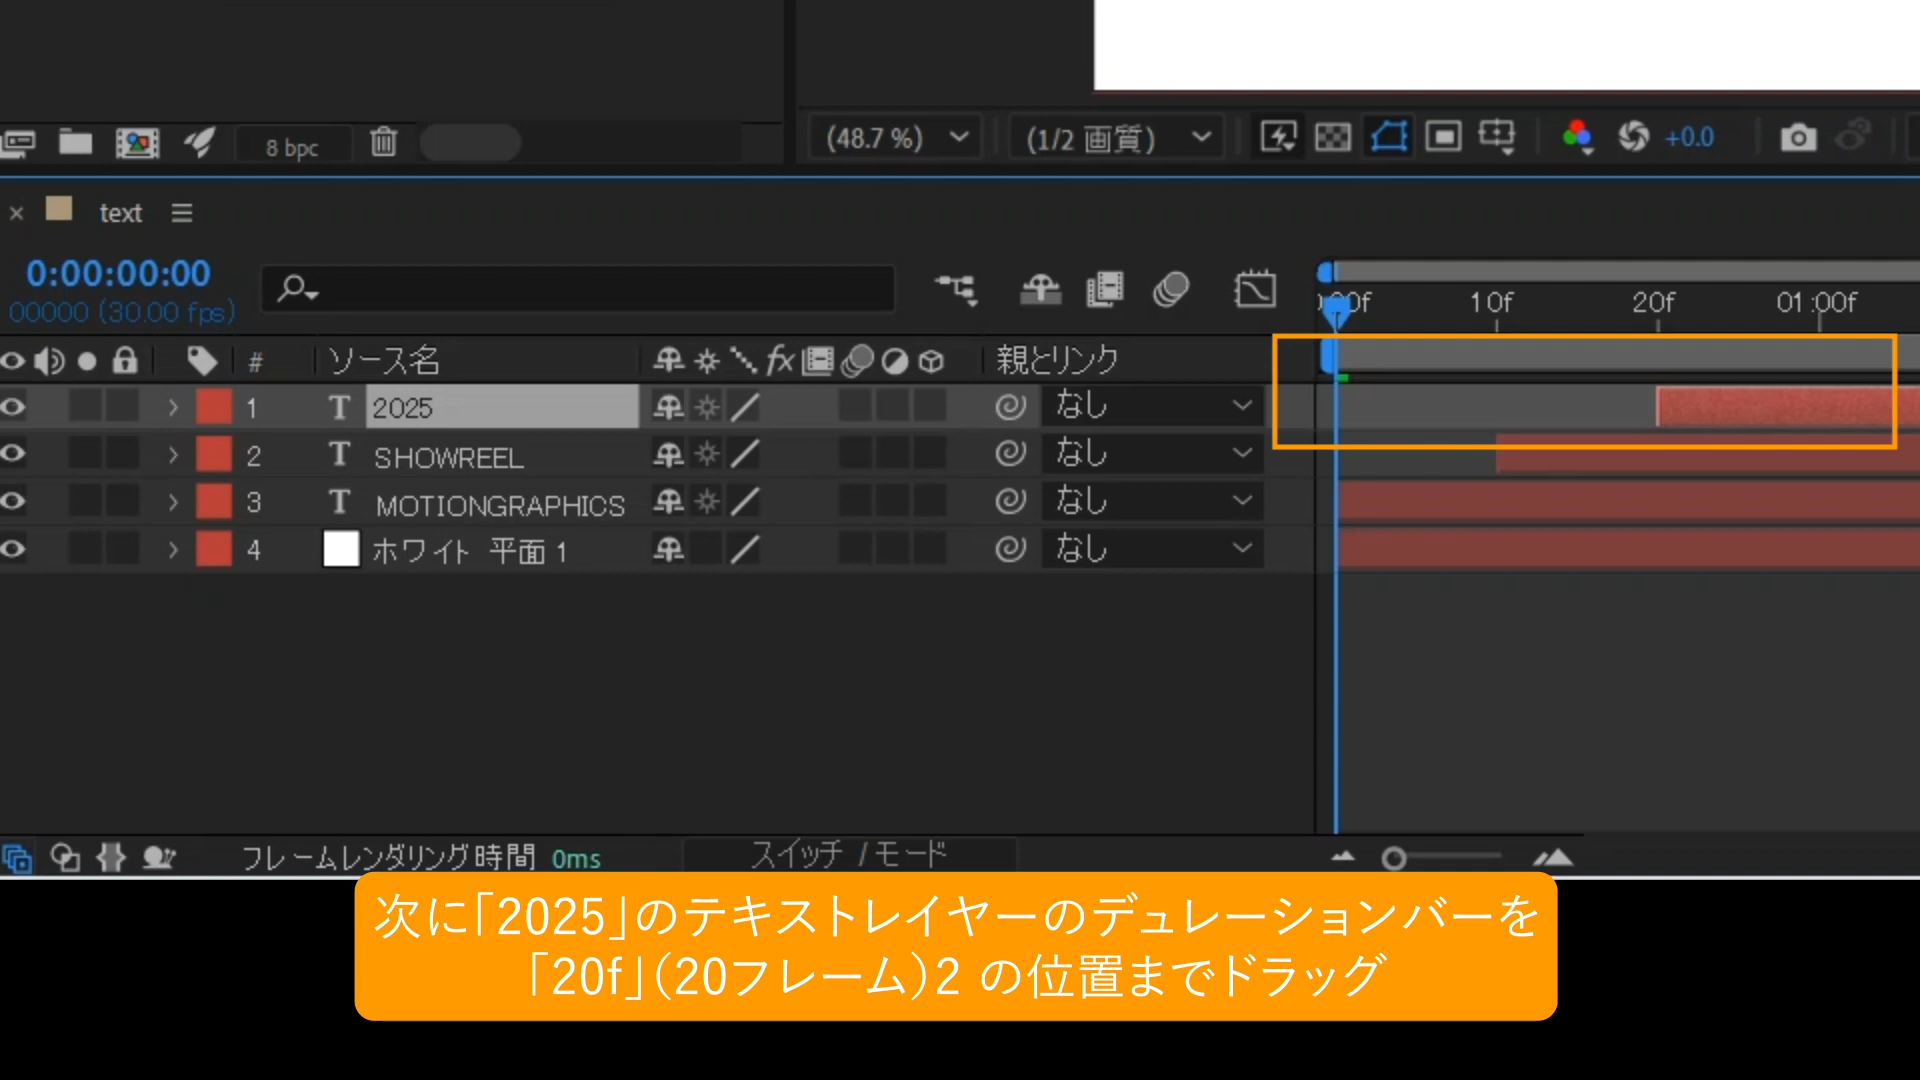 8 bpc
(48.7 %)
(1/2 画質)
+0.0
× text
0:00:00:00
00000 (30.00 fps)
00f 10f 20f 01:00f
# ソース名 fx 親とリンク
1 T 2025 なし
2 T SHOWREEL なし
3 T MOTIONGRAPHICS なし
4 ホワイト 平面 1 なし
フレームレンダリング時間 0ms
スイッチ / モード
次に「2025」のテキストレイヤーのデュレーションバーを
「20f」(20フレーム)2 の位置までドラッグ